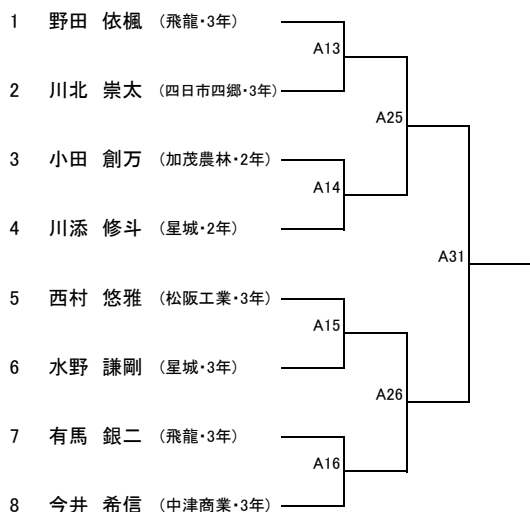 1 野田 依楓 (飛龍・3年)
A13
2 川北 崇太 (四日市四郷・3年)
A25
3 小田 創万 (加茂農林・2年)
A14
4 川添 修斗 (星城・2年)
A31
5 西村 悠雅 (松阪工業・3年)
A15
6 水野 謙剛 (星城・3年)
A26
7 有馬 銀二 (飛龍・3年)
A16
8 今井 希信 (中津商業・3年)